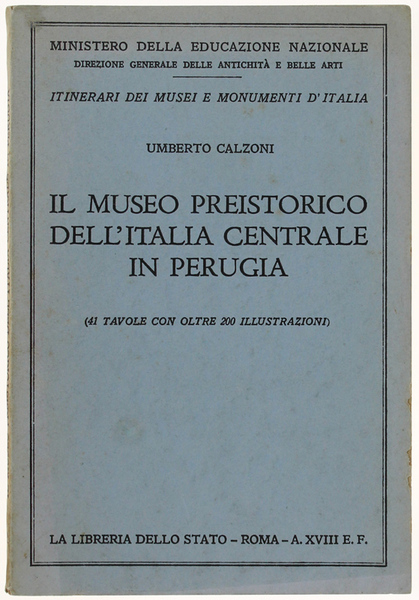 MINISTERO DELLA EDUCAZIONE NAZIONALE
DIREZIONE GENERALE DELLE ANTICHITÀ E BELLE ARTI
ITINERARI DEI MUSEI E MONUMENTI D'ITALIA
UMBERTO CALZONI
IL MUSEO PREISTORICO
DELL'ITALIA CENTRALE
IN PERUGIA
(41 TAVOLE CON OLTRE 200 ILLUSTRAZIONI)
LA LIBRERIA DELLO STATO - ROMA - A. XVIII E. F.